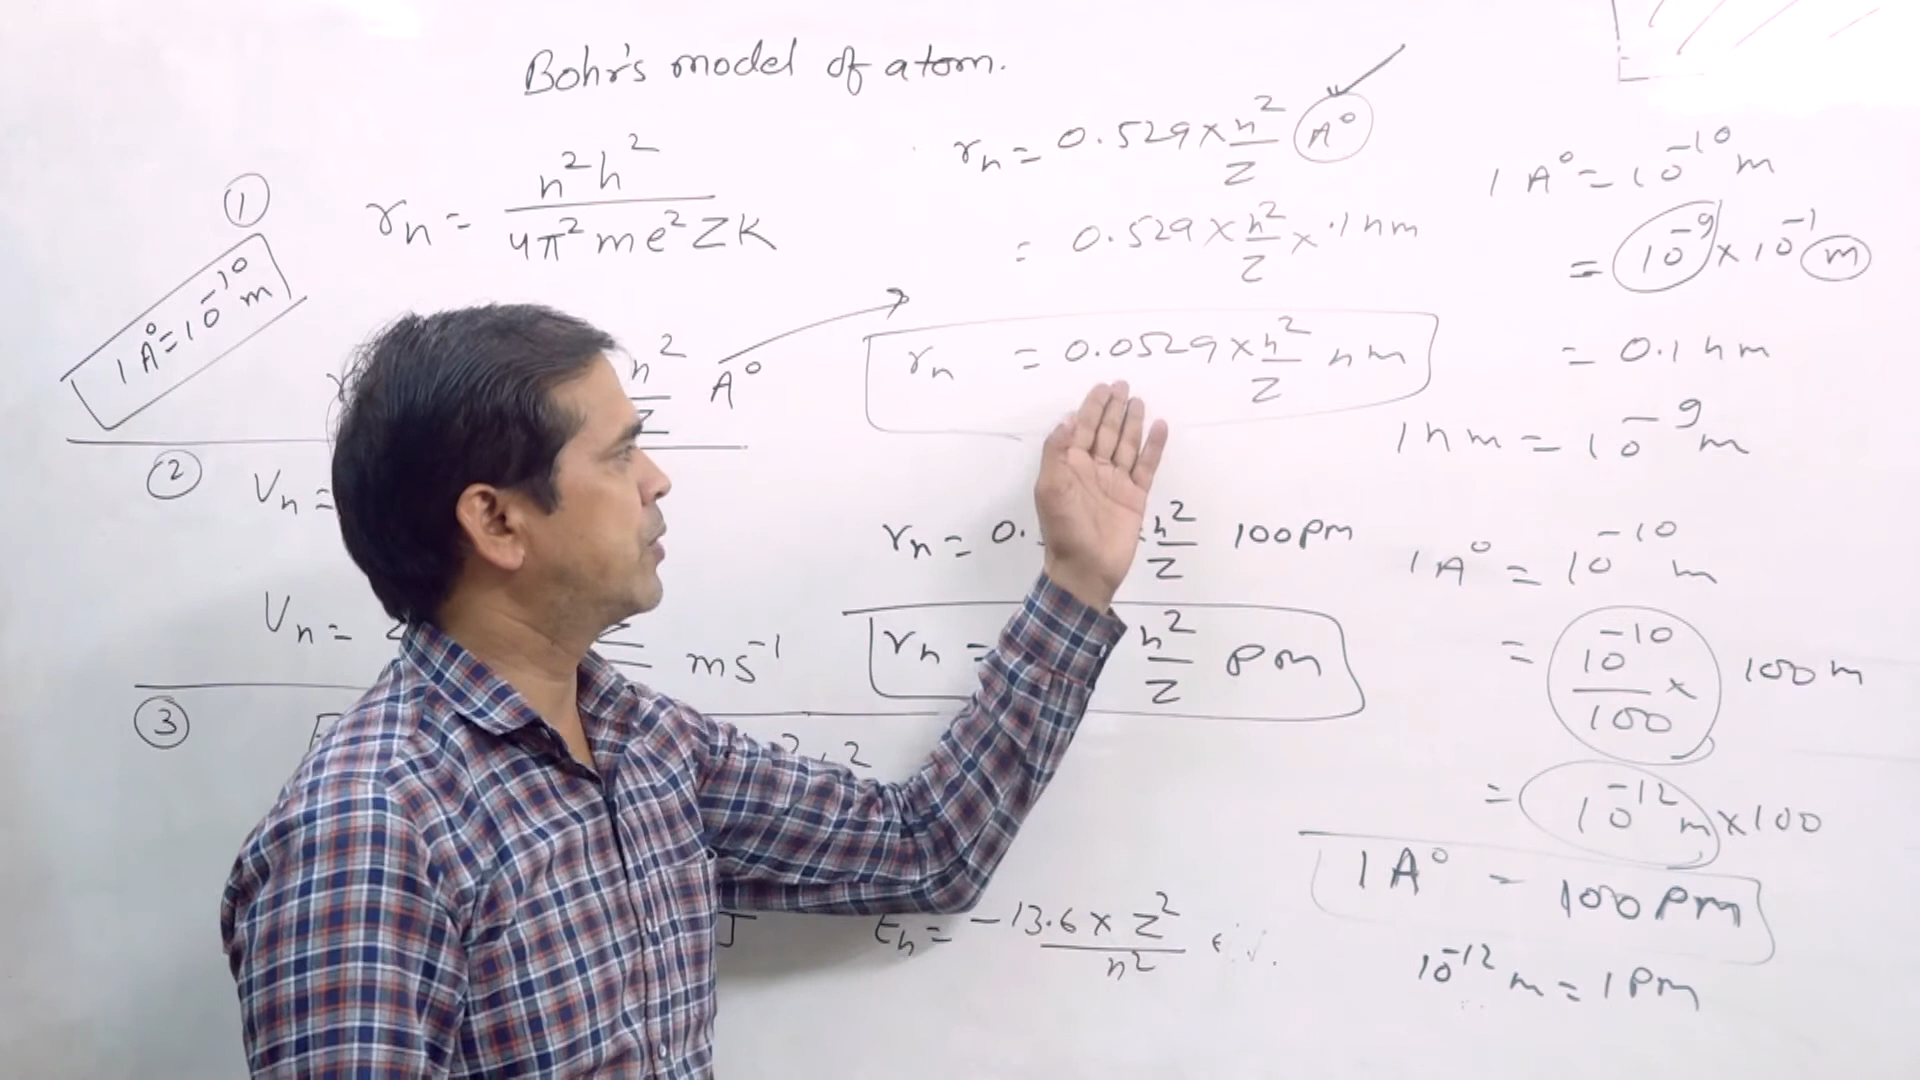 Bohr's model of atom.
①
rn = n²h² / 4π²me²ZK
1 A° = 10⁻¹⁰ m
n²/Z A°
②
Vn =
Vn =
ms⁻¹
③
J
rn = 0.529 × n²/Z A°
= 0.529 × n²/Z × .1 nm
rn = 0.0529 × n²/Z nm
rn = 0. n²/Z 100 Pm
rn = n²/Z Pm
En = -13.6 × Z² / n² e.V.
1 A° = 10⁻¹⁰ m
= 10⁻⁹ × 10⁻¹ m
= 0.1 nm
1 nm = 10⁻⁹ m
1 A° = 10⁻¹⁰ m
= 10⁻¹⁰/100 × 100 m
= 10⁻¹² m × 100
1 A° = 100 Pm
10⁻¹² m = 1 Pm